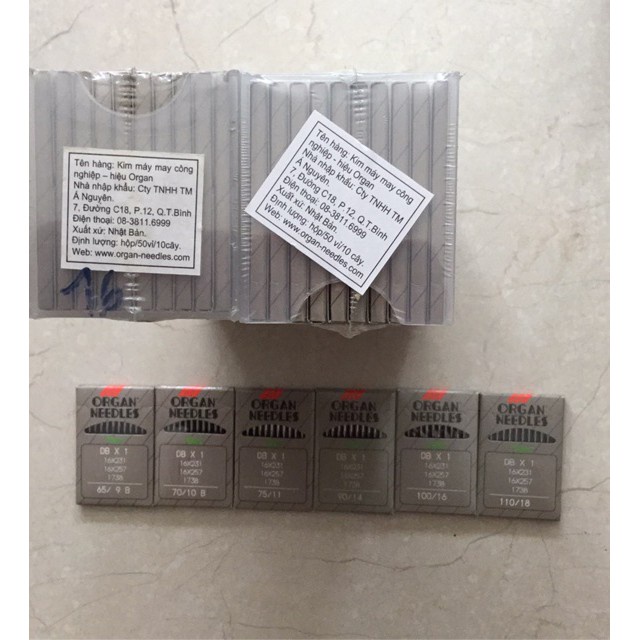 Tên hàng: Kim máy may công
nghiệp – hiệu Organ
Nhà nhập khẩu: Cty TNHH TM
Á Nguyên.
7, Đường C18, P.12, Q.T.Bình
Điện thoại: 08-3811.6999
Xuất xứ: Nhật Bản.
Định lượng: hộp/50vỉ/10cây.
Web: www.organ-needles.com
16
Tên hàng: Kim máy may công
nghiệp - hiệu Organ
Nhà nhập khẩu: Cty TNHH TM
Á Nguyên.
7, Đường C18, P.12, Q.T.Bình
Điện thoại: 08-3811.6999
Xuất xứ: Nhật Bản.
Định lượng: hộp/50 vỉ/10 cây.
Web: www.organ-needles.com
ORGAN
NEEDLES
DB X 1
16X231
16X257
1738
65/ 9 B
ORGAN
NEEDLES
DB X 1
16X231
16X257
1738
70/10 B
ORGAN
NEEDLES
DB X 1
16X231
16X257
1738
75/11
ORGAN
NEEDLES
DB X 1
16X231
16X257
1738
90/14
ORGAN
NEEDLES
DB X 1
16X231
16X257
1738
100/16
ORGAN
NEEDLES
DB X 1
16X231
16X257
1738
110/18